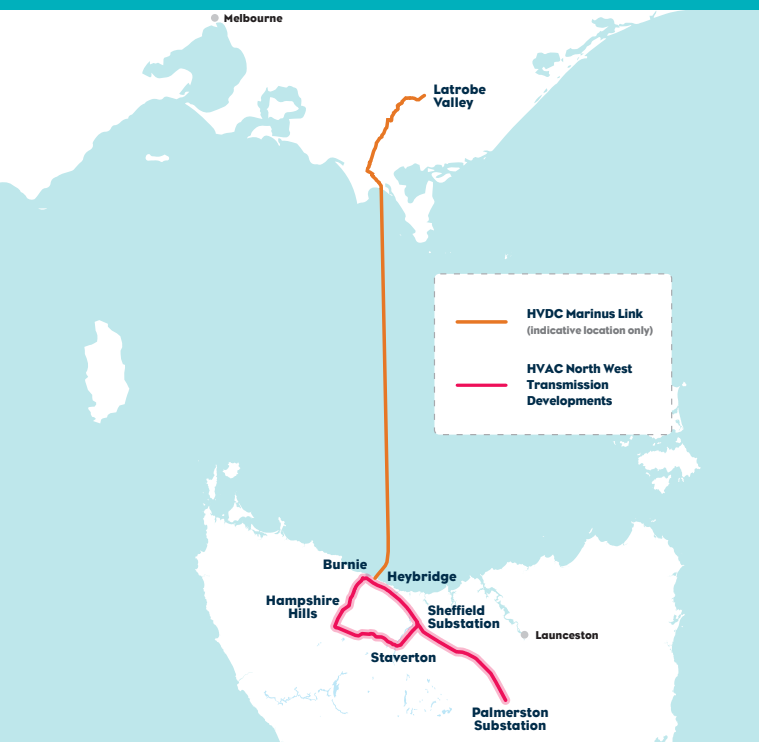 Melbourne
Latrobe
Valley
HVDC Marinus Link
(indicative location only)
HVAC North West
Transmission
Developments
Burnie
Heybridge
Hampshire
Hills
Sheffield
Substation
Launceston
Staverton
Palmerston
Substation